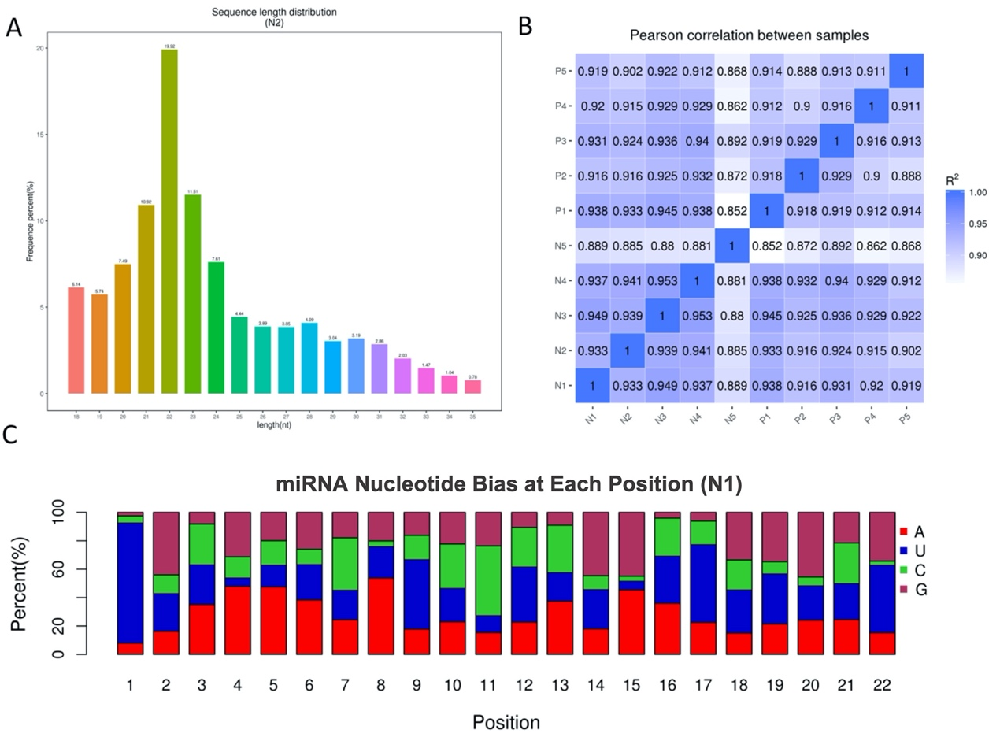 A
Sequence length distribution
(N2)
Frequence percent(%)
20
15
10
5
0
6.14 5.74 7.49 10.92 19.92 11.51 7.61 4.44 3.89 3.85 4.09 3.04 3.19 2.86 2.03 1.47 1.04 0.78
18 19 20 21 22 23 24 25 26 27 28 29 30 31 32 33 34 35
length(nt)
B
Pearson correlation between samples
P5 0.919 0.902 0.922 0.912 0.868 0.914 0.888 0.913 0.911 1
P4 0.92 0.915 0.929 0.929 0.862 0.912 0.9 0.916 1 0.911
P3 0.931 0.924 0.936 0.94 0.892 0.919 0.929 1 0.916 0.913
P2 0.916 0.916 0.925 0.932 0.872 0.918 1 0.929 0.9 0.888
P1 0.938 0.933 0.945 0.938 0.852 1 0.918 0.919 0.912 0.914
N5 0.889 0.885 0.88 0.881 1 0.852 0.872 0.892 0.862 0.868
N4 0.937 0.941 0.953 1 0.881 0.938 0.932 0.94 0.929 0.912
N3 0.949 0.939 1 0.953 0.88 0.945 0.925 0.936 0.929 0.922
N2 0.933 1 0.939 0.941 0.885 0.933 0.916 0.924 0.915 0.902
N1 1 0.933 0.949 0.937 0.889 0.938 0.916 0.931 0.92 0.919
N1 N2 N3 N4 N5 P1 P2 P3 P4 P5
R²
1.00
0.95
0.90
C
miRNA Nucleotide Bias at Each Position (N1)
Percent(%)
100
60
20
0
A
U
C
G
1 2 3 4 5 6 7 8 9 10 11 12 13 14 15 16 17 18 19 20 21 22
Position